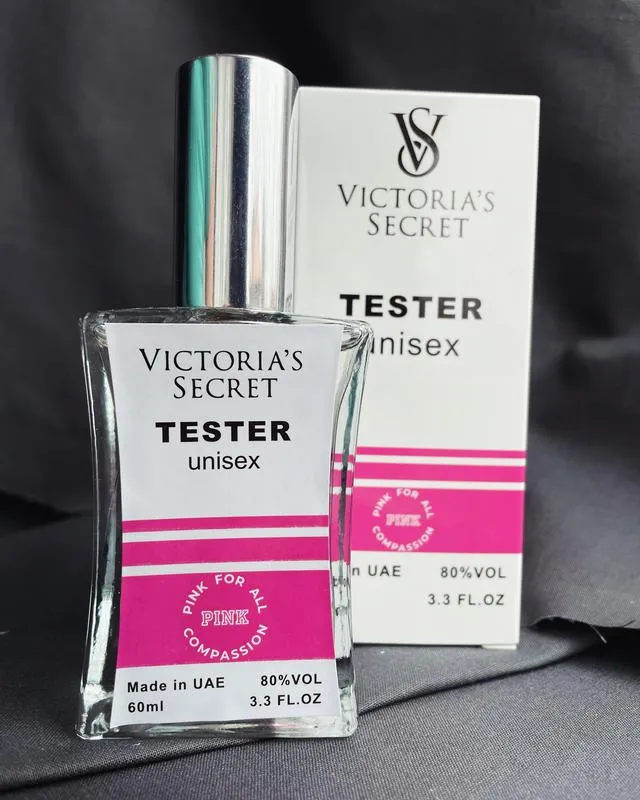 VICTORIA'S
SECRET
TESTER
unisex
PINK FOR ALL
PINK
COMPASSION
Made in UAE 80%VOL
60ml 3.3 FL.OZ
VS
VICTORIA'S
SECRET
TESTER
unisex
PINK FOR ALL
PINK
COMPASSION
UAE 80%VOL
3.3 FL.OZ